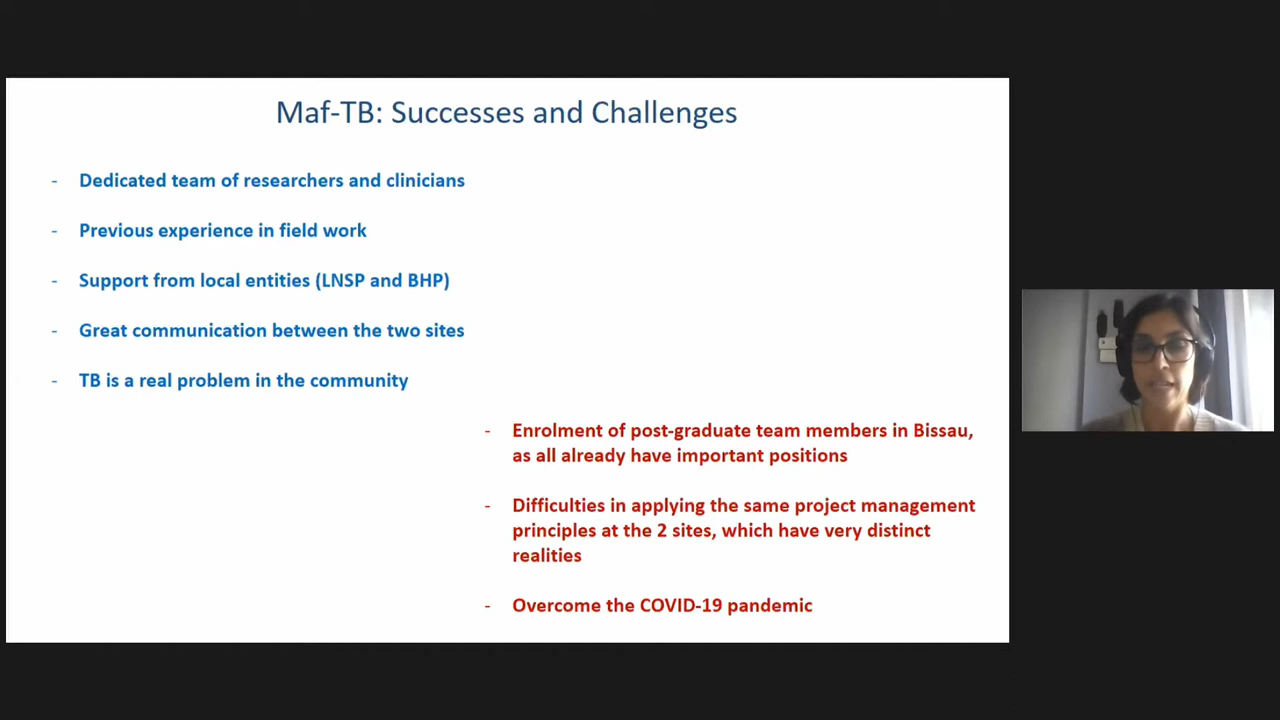 Maf-TB: Successes and Challenges
- Dedicated team of researchers and clinicians
- Previous experience in field work
- Support from local entities (LNSP and BHP)
- Great communication between the two sites
- TB is a real problem in the community
- Enrolment of post-graduate team members in Bissau,
as all already have important positions
- Difficulties in applying the same project management
principles at the 2 sites, which have very distinct
realities
- Overcome the COVID-19 pandemic